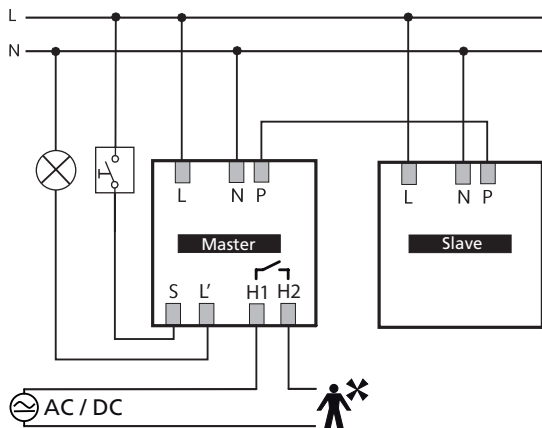 L
N
L N P
L N P
Master
Slave
S L' H1 H2
AC / DC